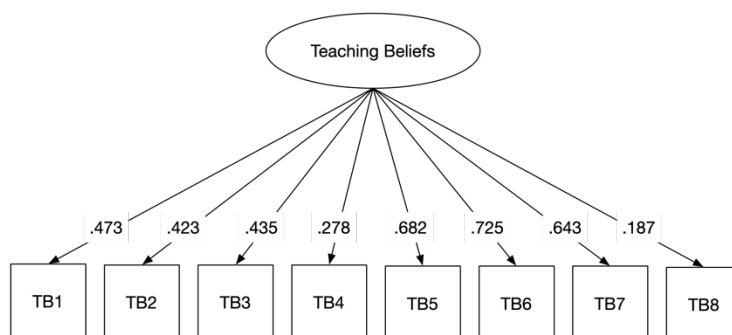 Teaching Beliefs
.473 .423 .435 .278 .682 .725 .643 .187
TB1 TB2 TB3 TB4 TB5 TB6 TB7 TB8